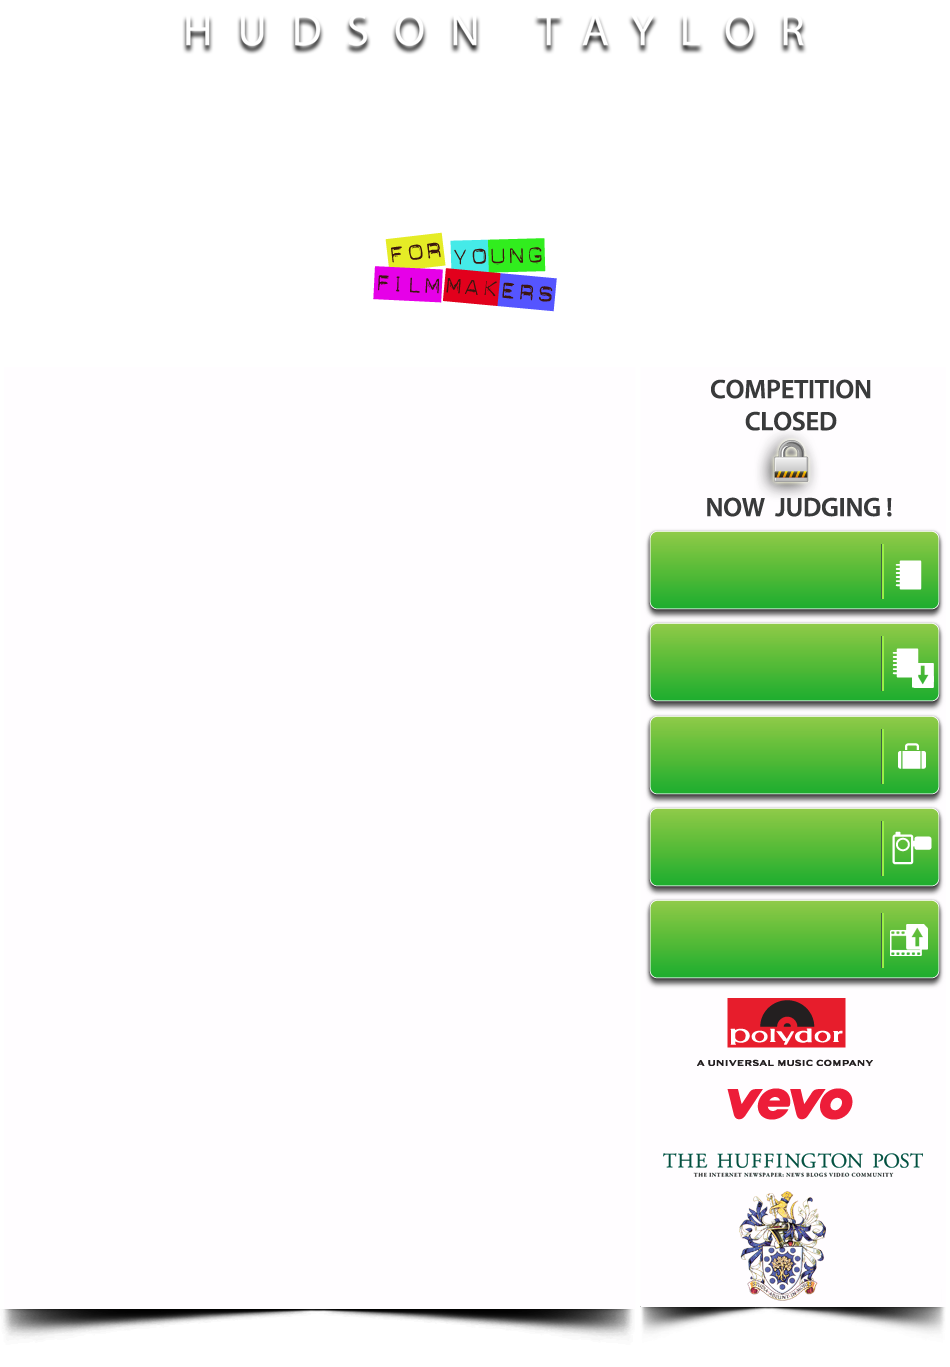 HUDSON TAYLOR
FOR YOUNG
FILMMAKERS
COMPETITION
CLOSED
NOW JUDGING !
polydor
A UNIVERSAL MUSIC COMPANY
vevo
THE HUFFINGTON POST
THE INTERNET NEWSPAPER: NEWS BLOGS VIDEO COMMUNITY